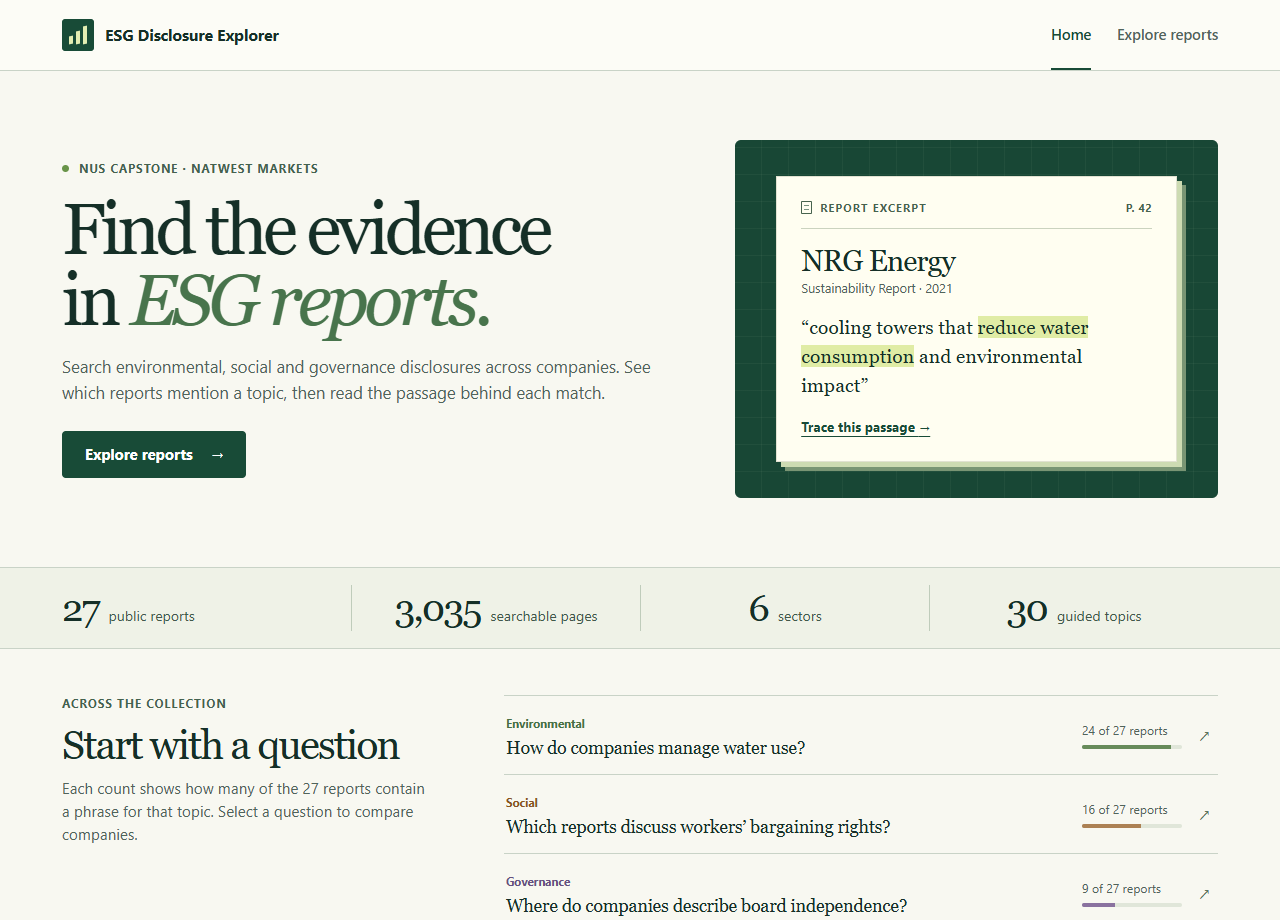 ESG Disclosure Explorer
Home
Explore reports
NUS CAPSTONE · NATWEST MARKETS
Find the evidence
in ESG reports.
Search environmental, social and governance disclosures across companies. See
which reports mention a topic, then read the passage behind each match.
Explore reports →
REPORT EXCERPT
P. 42
NRG Energy
Sustainability Report · 2021
“cooling towers that reduce water
consumption and environmental
impact”
Trace this passage →
27 public reports
3,035 searchable pages
6 sectors
30 guided topics
ACROSS THE COLLECTION
Start with a question
Each count shows how many of the 27 reports contain
a phrase for that topic. Select a question to compare
companies.
Environmental
How do companies manage water use?
24 of 27 reports
↗
Social
Which reports discuss workers’ bargaining rights?
16 of 27 reports
↗
Governance
Where do companies describe board independence?
9 of 27 reports
↗